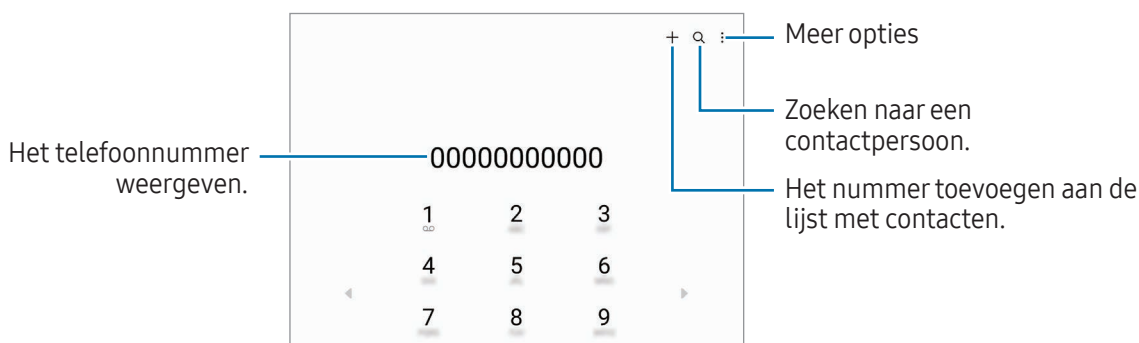 Meer opties
Zoeken naar een
contactpersoon.
Het telefoonnummer
weergeven.
00000000000
Het nummer toevoegen aan de
lijst met contacten.
1 2 3
4 5 6
7 8 9